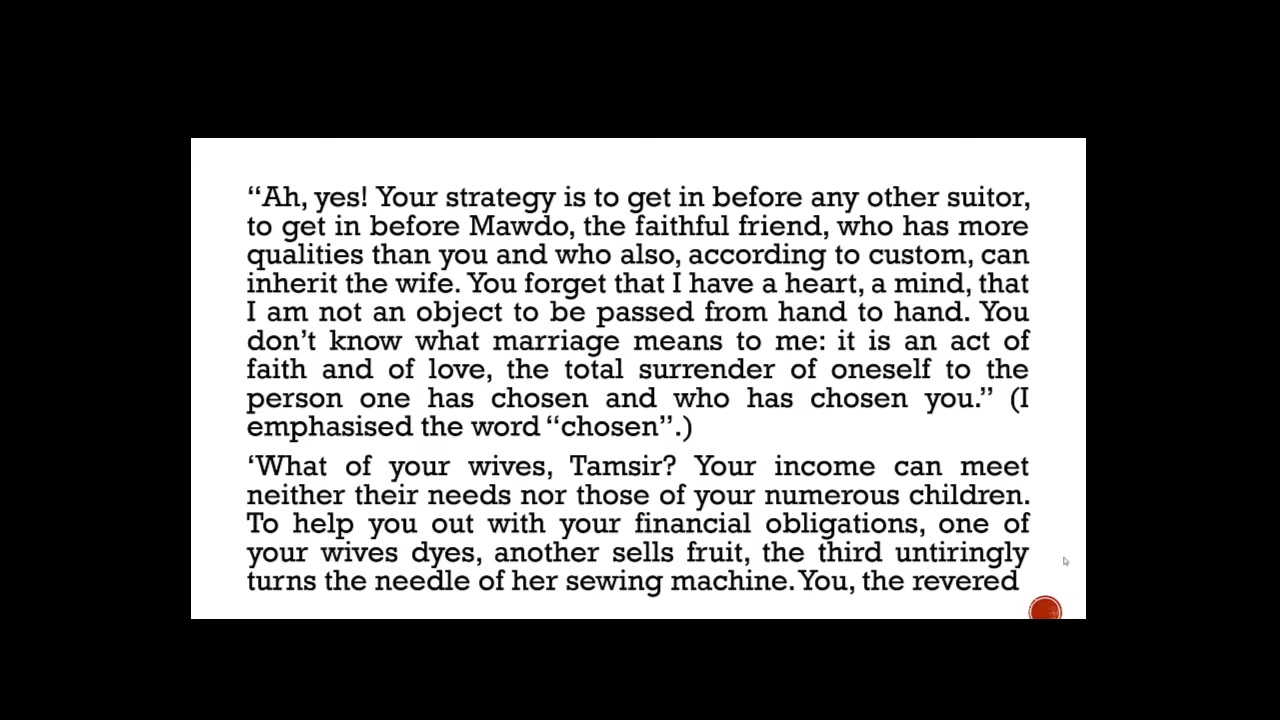 “Ah, yes! Your strategy is to get in before any other suitor,
to get in before Mawdo, the faithful friend, who has more
qualities than you and who also, according to custom, can
inherit the wife. You forget that I have a heart, a mind, that
I am not an object to be passed from hand to hand. You
don’t know what marriage means to me: it is an act of
faith and of love, the total surrender of oneself to the
person one has chosen and who has chosen you.” (I
emphasised the word “chosen”.)
‘What of your wives, Tamsir? Your income can meet
neither their needs nor those of your numerous children.
To help you out with your financial obligations, one of
your wives dyes, another sells fruit, the third untiringly
turns the needle of her sewing machine. You, the revered